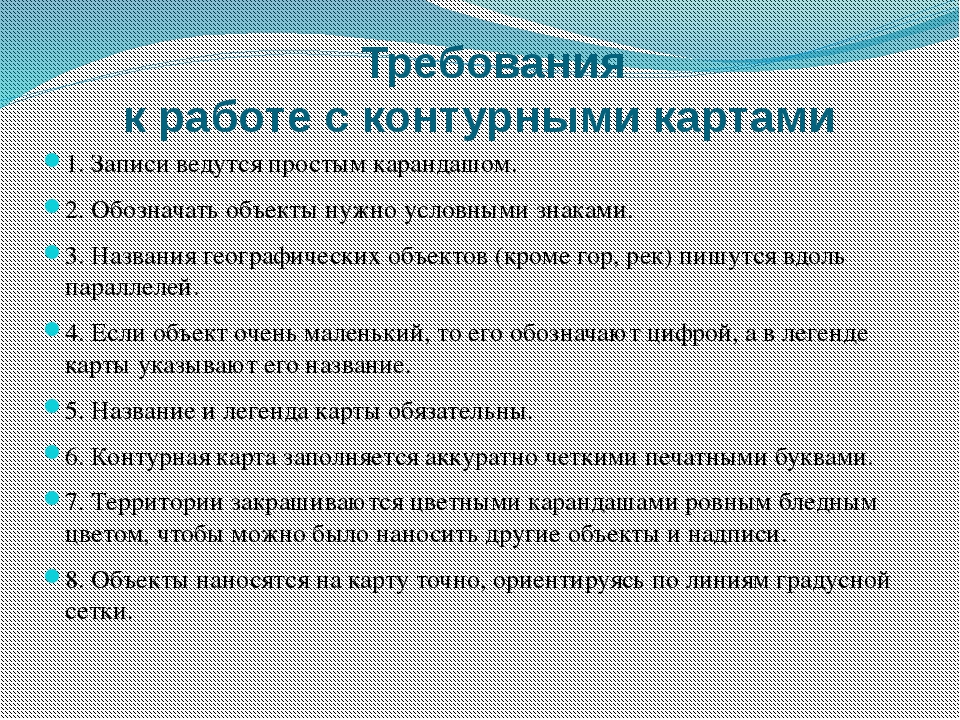 Требования
к работе с контурными картами
1. Записи ведутся простым карандашом.
2. Обозначать объекты нужно условными знаками.
3. Названия географических объектов (кроме гор, рек) пишутся вдоль
параллелей.
4. Если объект очень маленький, то его обозначают цифрой, а в легенде
карты указывают его название.
5. Название и легенда карты обязательны.
6. Контурная карта заполняется аккуратно четкими печатными буквами.
7. Территории закрашиваются цветными карандашами ровным бледным
цветом, чтобы можно было наносить другие объекты и надписи.
8. Объекты наносятся на карту точно, ориентируясь по линиям градусной
сетки.